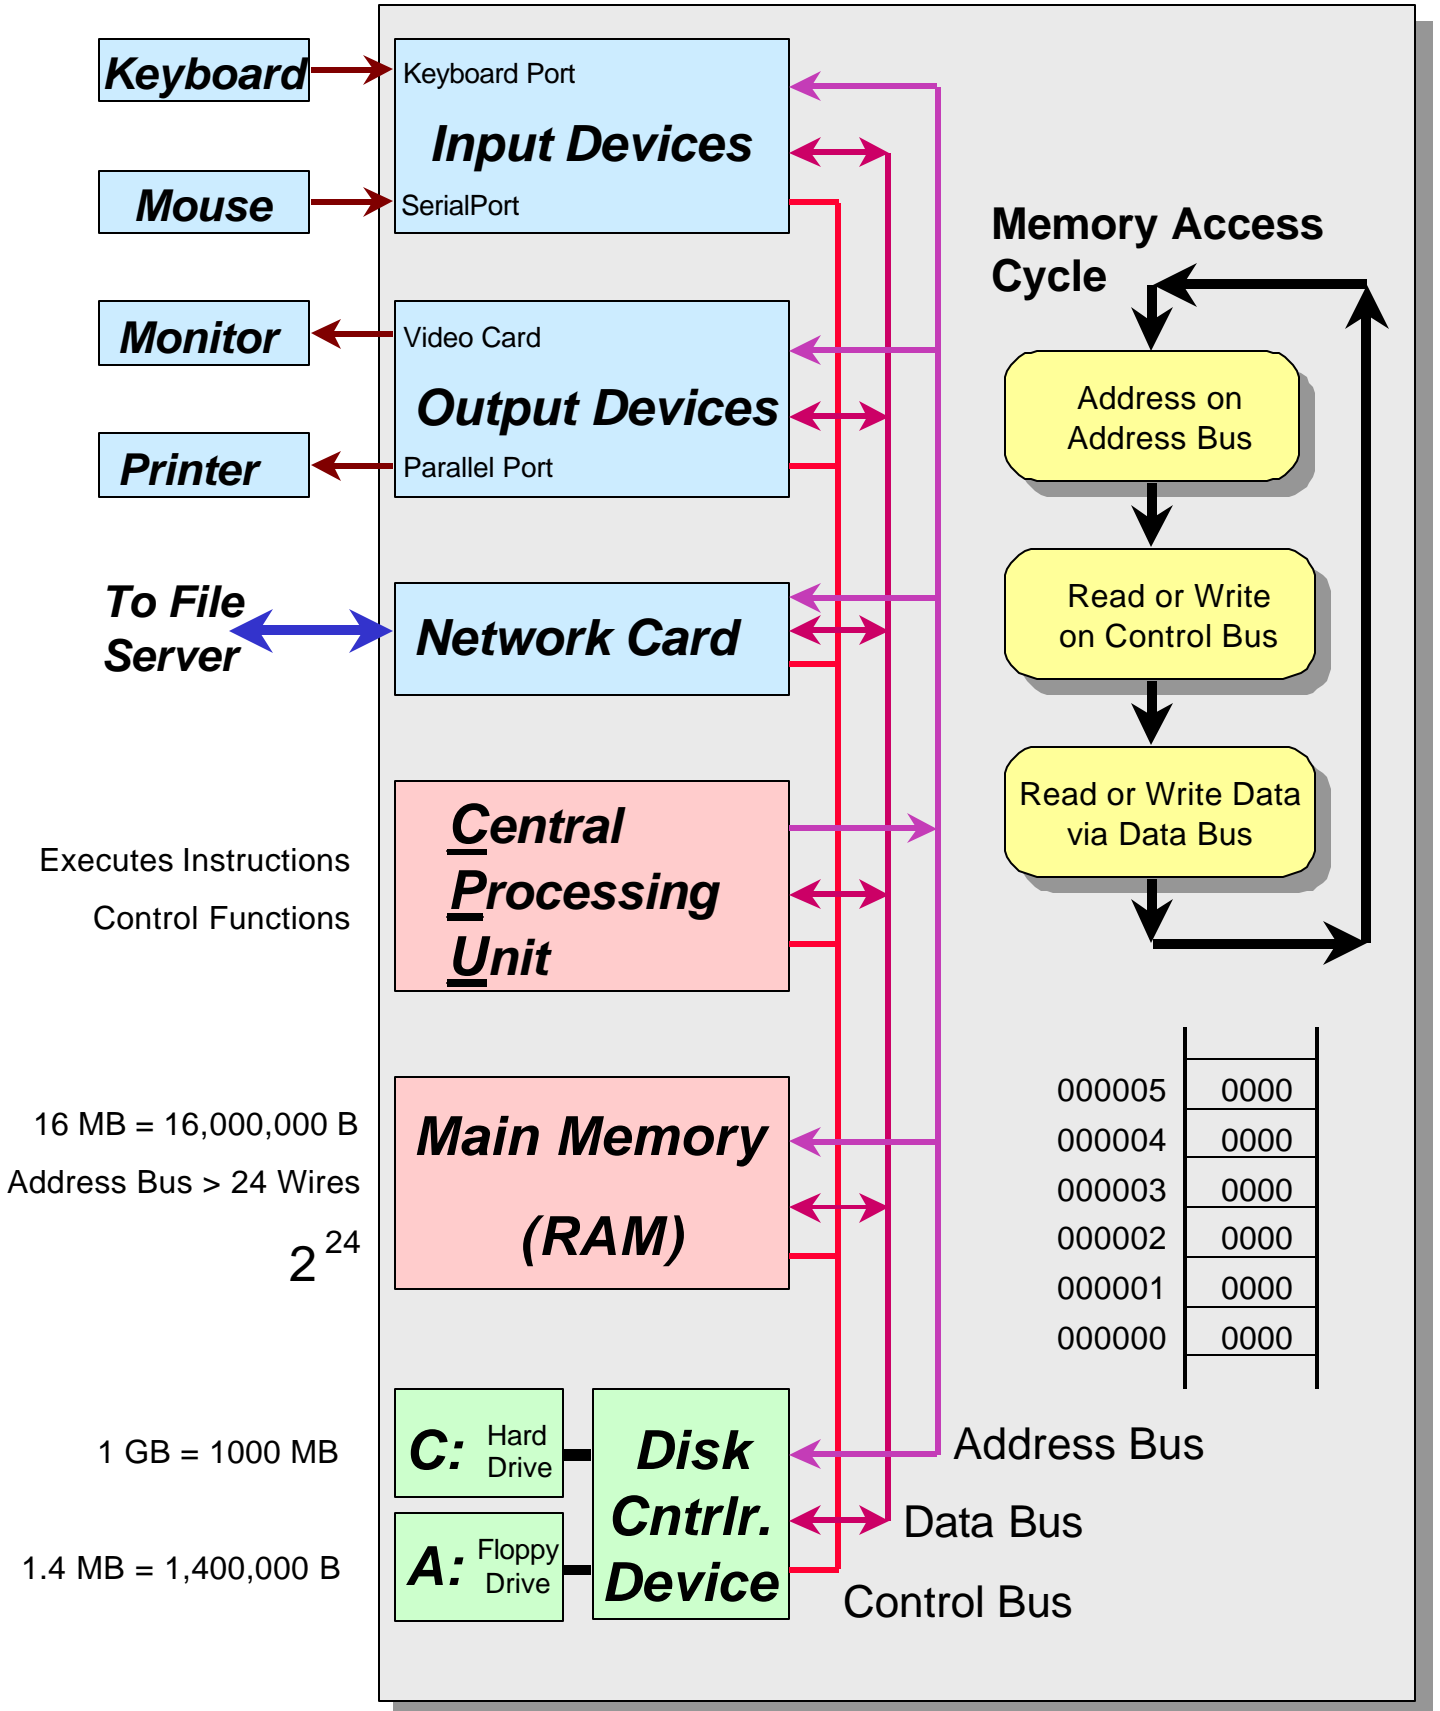 Keyboard
Keyboard Port
Input Devices
Mouse
SerialPort
Monitor
Video Card
Output Devices
Printer
Parallel Port
To File
Server
Network Card
Executes Instructions
Control Functions
Central
Processing
Unit
16 MB = 16,000,000 B
Address Bus > 24 Wires
2^24
Main Memory
(RAM)
1 GB = 1000 MB
C: Hard
Drive
1.4 MB = 1,400,000 B
A: Floppy
Drive
Disk
Cntrlr.
Device
Memory Access
Cycle
Address on
Address Bus
Read or Write
on Control Bus
Read or Write Data
via Data Bus
000005 0000
000004 0000
000003 0000
000002 0000
000001 0000
000000 0000
Address Bus
Data Bus
Control Bus